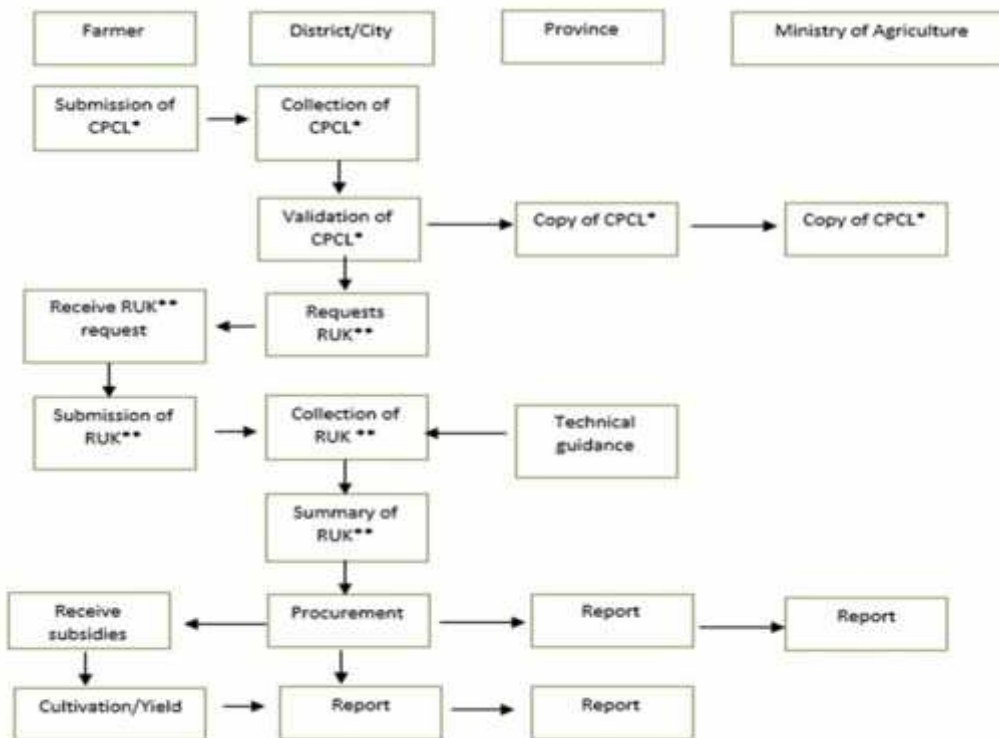 Farmer
District/City
Province
Ministry of Agriculture
Submission of
CPCL*
Collection of
CPCL*
Validation of
CPCL*
Copy of CPCL*
Copy of CPCL*
Receive RUK**
request
Requests
RUK**
Submission of
RUK**
Collection of
RUK **
Technical
guidance
Summary of
RUK**
Receive
subsidies
Procurement
Report
Report
Cultivation/Yield
Report
Report